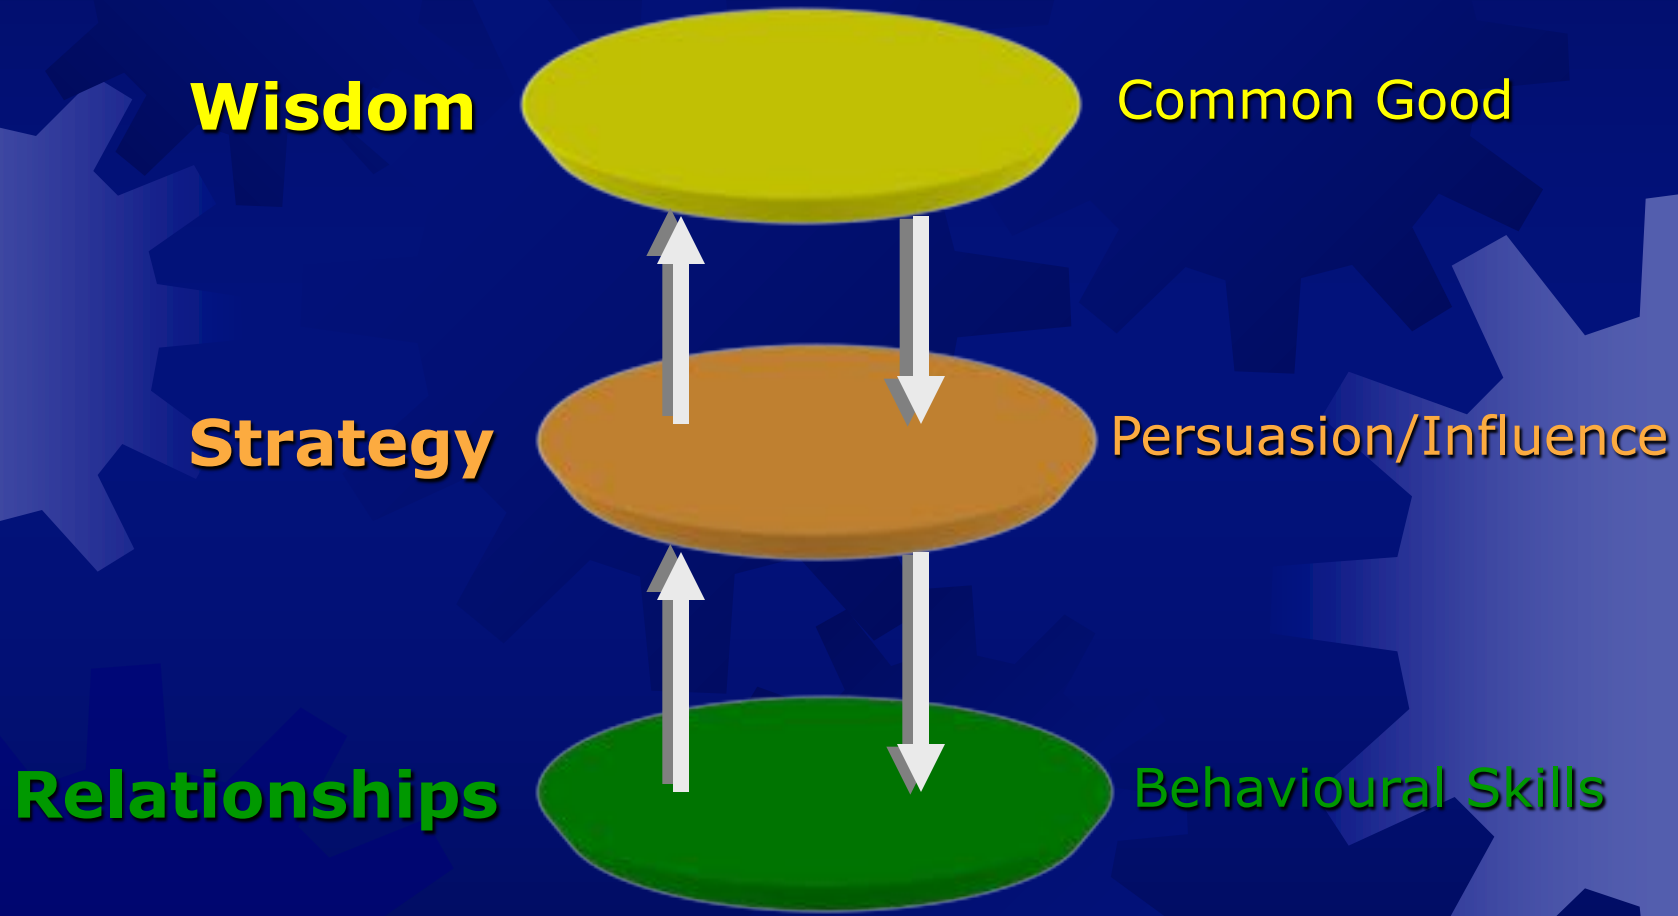 Wisdom
Common Good
Strategy
Persuasion/Influence
Relationships
Behavioural Skills